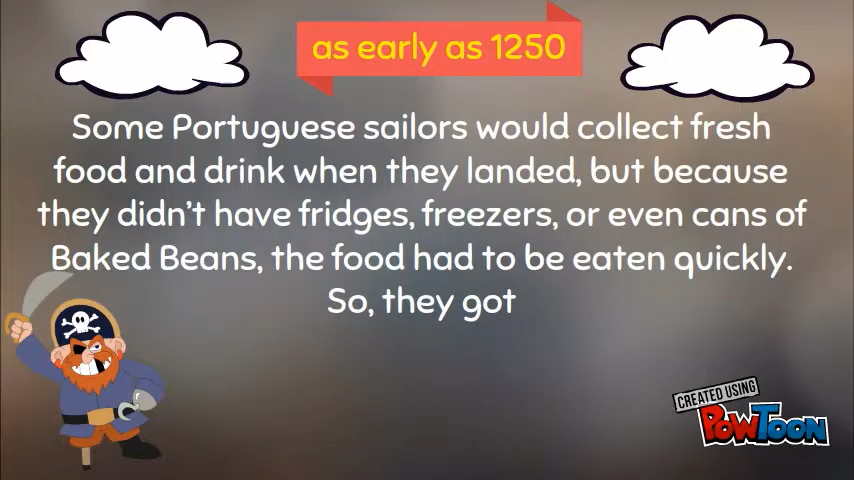 as early as 1250
Some Portuguese sailors would collect fresh
food and drink when they landed, but because
they didn't have fridges, freezers, or even cans of
Baked Beans, the food had to be eaten quickly.
So, they got
CREATED USING
POWTOON